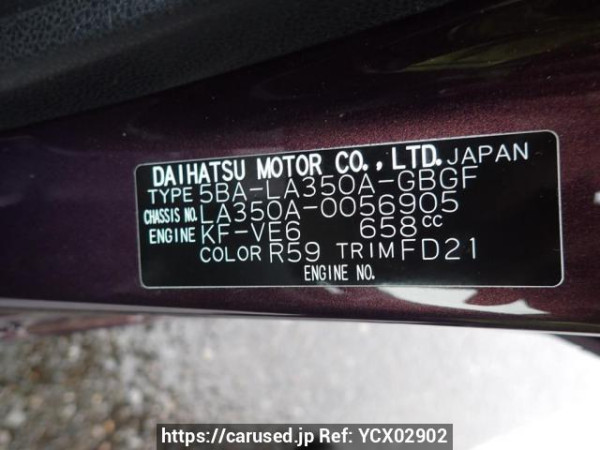 DAIHATSU MOTOR CO., LTD. JAPAN
TYPE 5BA-LA350A-GBGF
CHASSIS NO. LA350A-0056905
ENGINE KF-VE6 658cc
COLOR R59 TRIM FD21
ENGINE NO.
https://carused.jp Ref: YCX02902